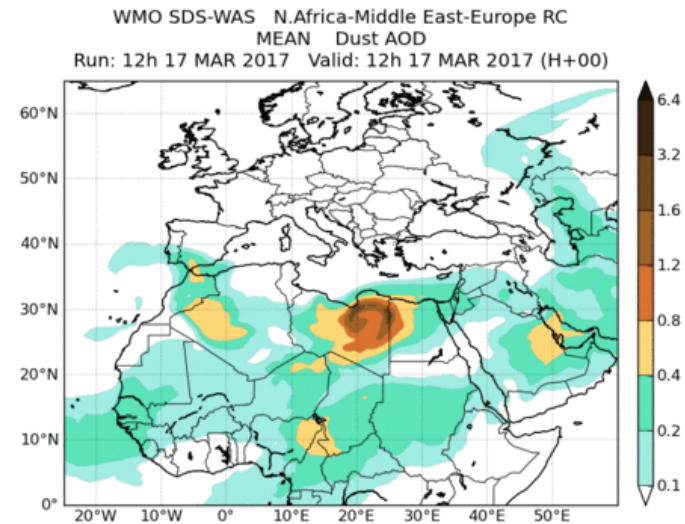 WMO SDS-WAS   N.Africa-Middle East-Europe RC
MEAN    Dust AOD
Run: 12h 17 MAR 2017   Valid: 12h 17 MAR 2017 (H+00)
60°N
50°N
40°N
30°N
20°N
10°N
0°
20°W
10°W
0°
10°E
20°E
30°E
40°E
50°E
6.4
3.2
1.6
1.2
0.8
0.4
0.2
0.1